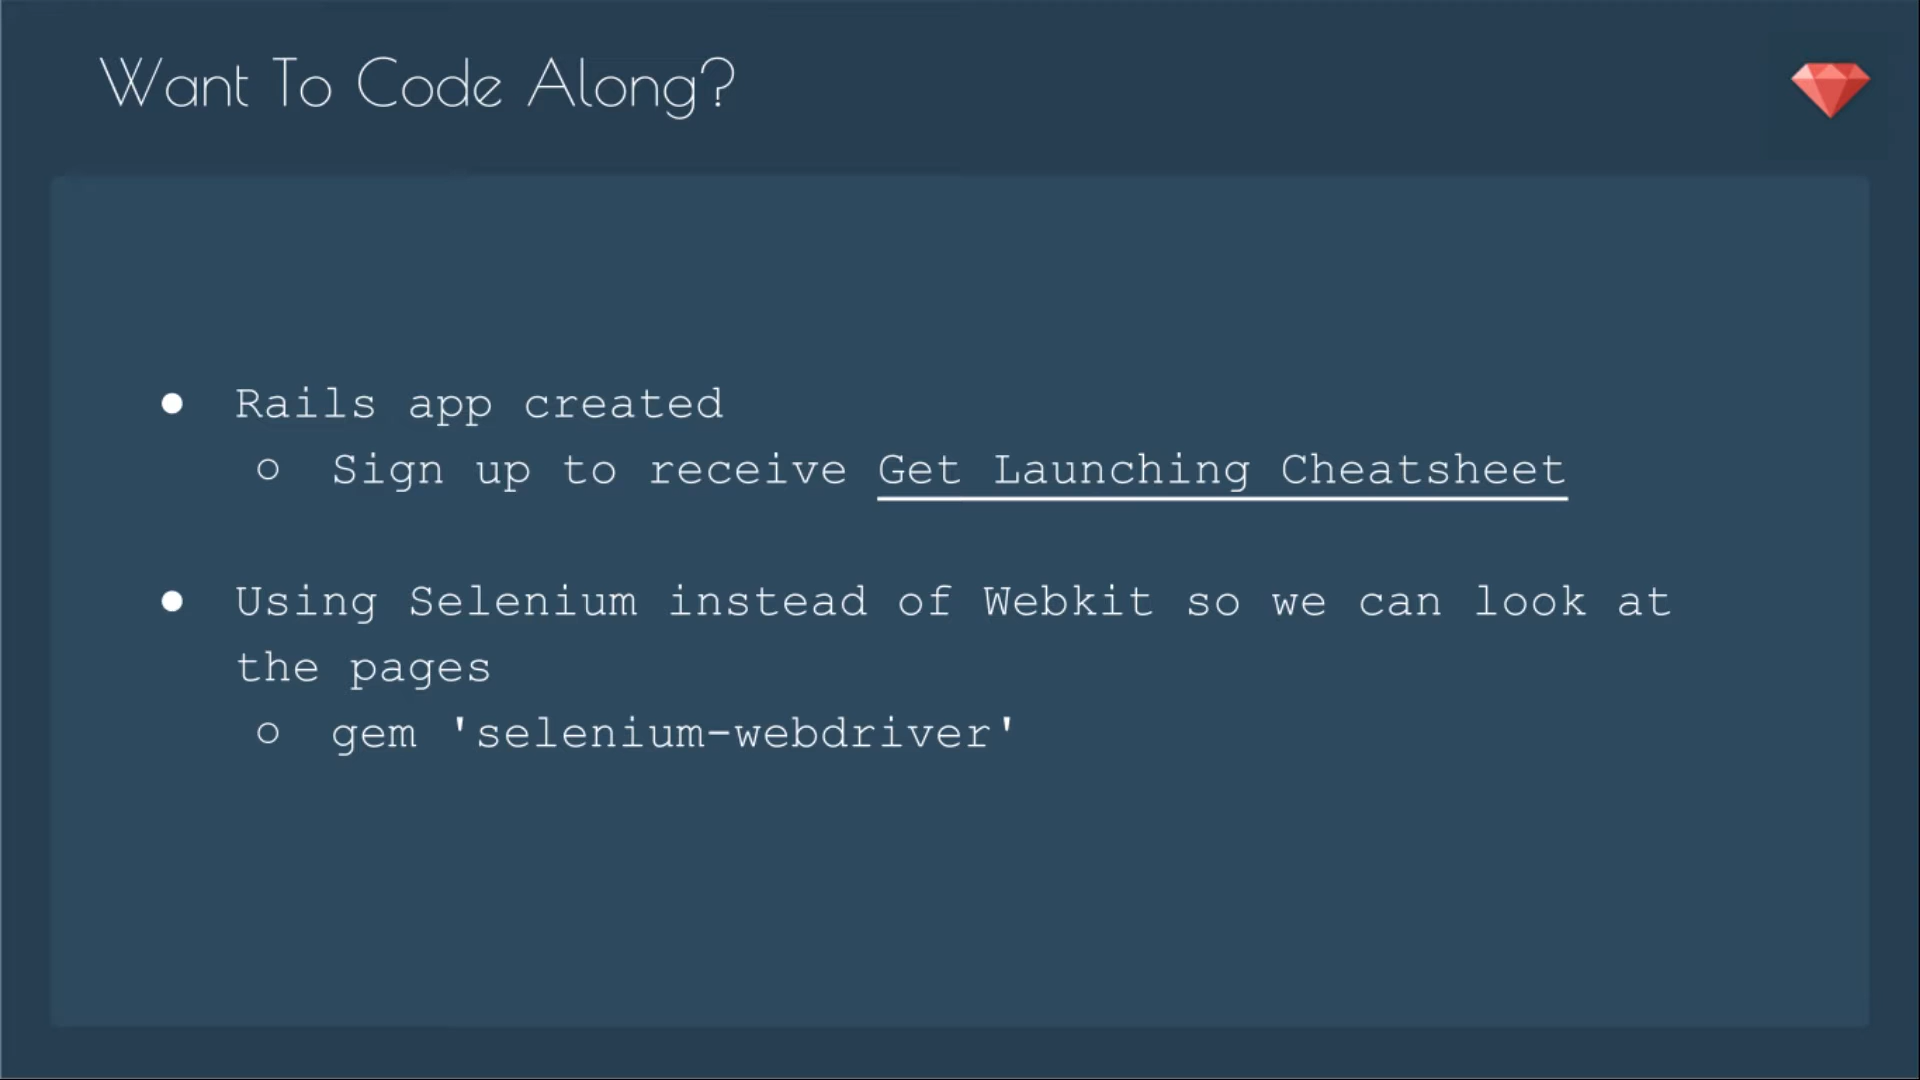 Want To Code Along?
● Rails app created
○ Sign up to receive Get Launching Cheatsheet
● Using Selenium instead of Webkit so we can look at
the pages
○ gem 'selenium-webdriver'